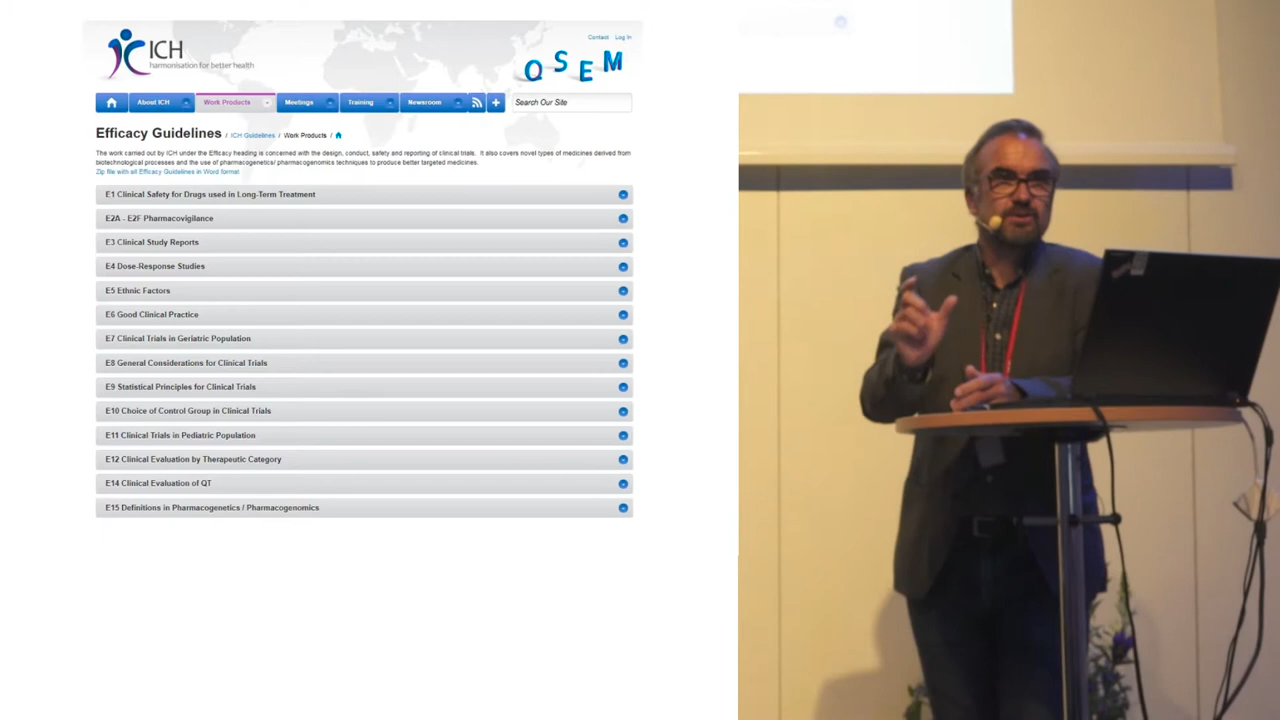 ICH
harmonisation for better health
Contact Log In
Q S E M
About ICH Work Products Meetings Training Newsroom + Search Our Site
Efficacy Guidelines / ICH Guidelines / Work Products /
The work carried out by ICH under the Efficacy heading is concerned with the design, conduct, safety and reporting of clinical trials. It also covers novel types of medicines derived from
biotechnological processes and the use of pharmacogenetics/ pharmacogenomics techniques to produce better targeted medicines.
Zip file with all Efficacy Guidelines in Word format
E1 Clinical Safety for Drugs used in Long-Term Treatment
E2A - E2F Pharmacovigilance
E3 Clinical Study Reports
E4 Dose-Response Studies
E5 Ethnic Factors
E6 Good Clinical Practice
E7 Clinical Trials in Geriatric Population
E8 General Considerations for Clinical Trials
E9 Statistical Principles for Clinical Trials
E10 Choice of Control Group in Clinical Trials
E11 Clinical Trials in Pediatric Population
E12 Clinical Evaluation by Therapeutic Category
E14 Clinical Evaluation of QT
E15 Definitions in Pharmacogenetics / Pharmacogenomics